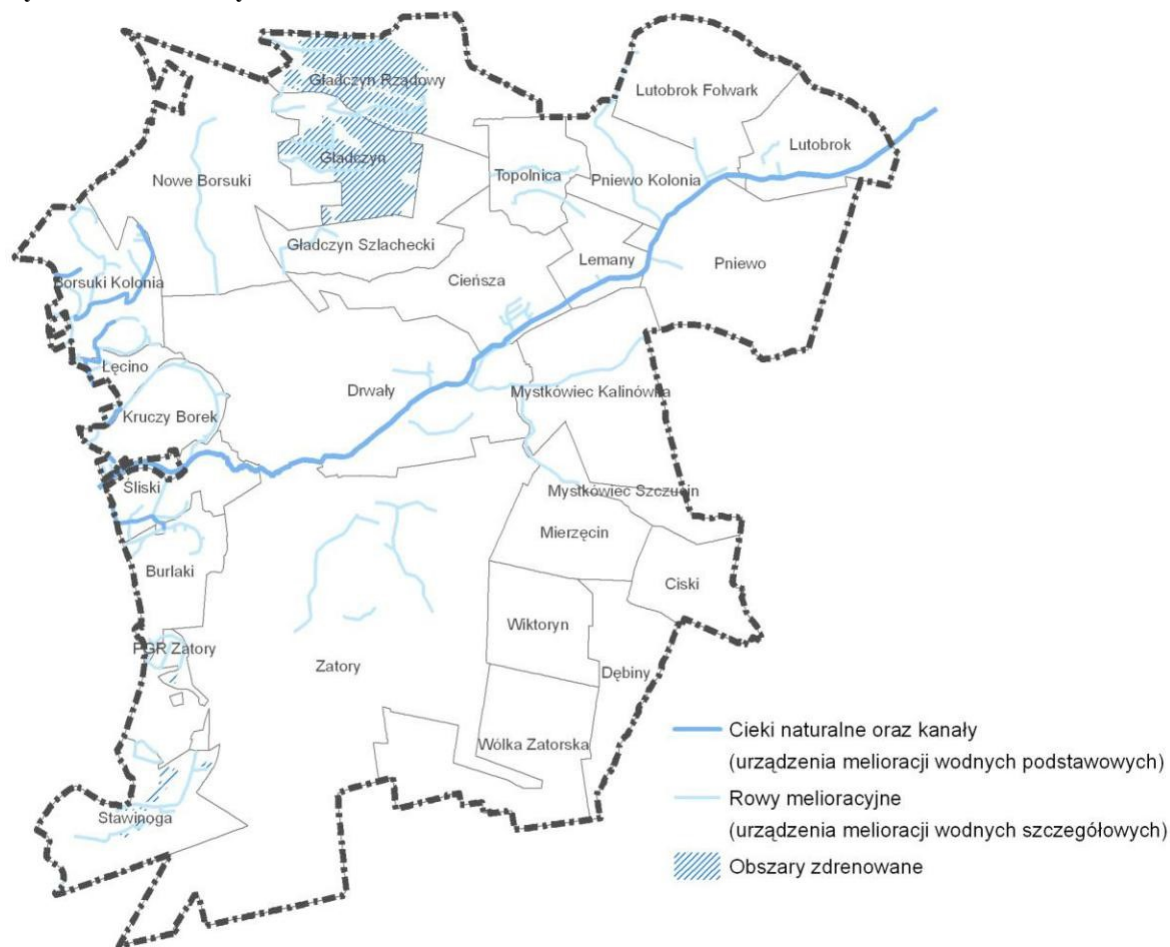 Gładczyn Rządowy
Lutobrok Folwark
Lutobrok
Gładczyn
Topolnica
Pniewo Kolonia
Nowe Borsuki
Gładczyn Szlachecki
Lemany
Pniewo
Cieńsza
Borsuki Kolonia
Łęcino
Drwały
Mystkówiec Kalinówka
Kruczy Borek
Śliski
Mystkówiec Szczucin
Mierzęcin
Burlaki
Ciski
Wiktoryn
PGR Zatory
Zatory
Dębiny
Wólka Zatorska
Stawinoga
Cieki naturalne oraz kanały
(urządzenia melioracji wodnych podstawowych)
Rowy melioracyjne
(urządzenia melioracji wodnych szczegółowych)
Obszary zdrenowane